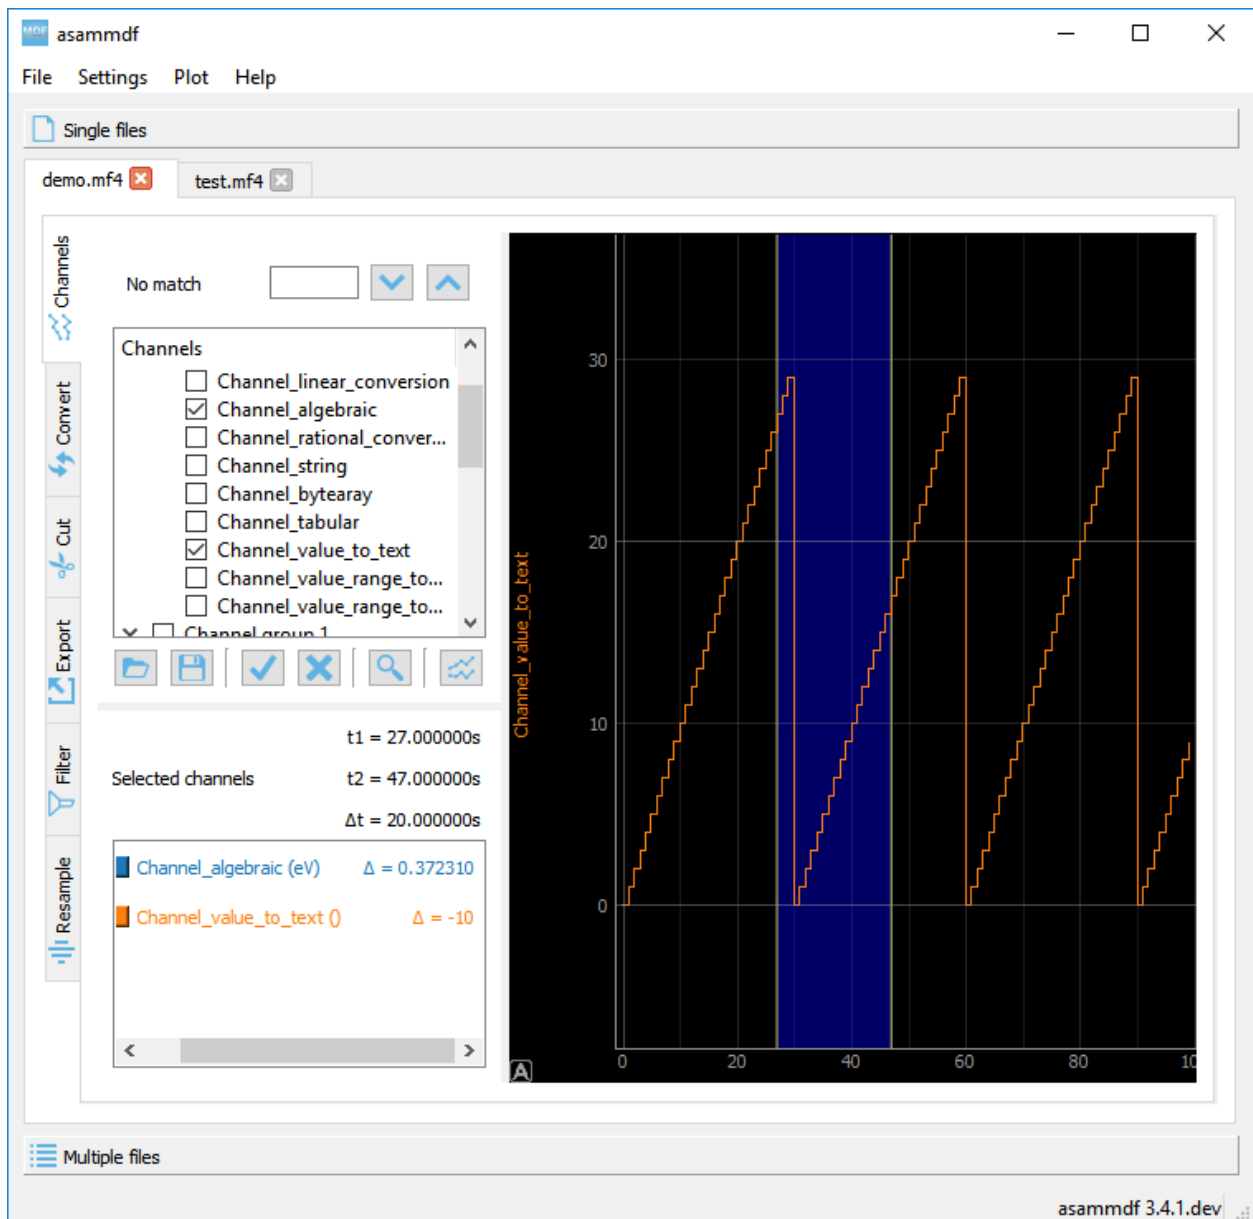 asammdf
File Settings Plot Help
Single files
demo.mf4 test.mf4
Channels
Convert
Cut
Export
Filter
Resample
No match
Channels
Channel_linear_conversion
Channel_algebraic
Channel_rational_conver...
Channel_string
Channel_bytearay
Channel_tabular
Channel_value_to_text
Channel_value_range_to...
Channel_value_range_to...
Channel group 1
t1 = 27.000000s
Selected channels t2 = 47.000000s
Δt = 20.000000s
Channel_algebraic (eV) Δ = 0.372310
Channel_value_to_text () Δ = -10
Channel_value_to_text
30
20
10
0
0 20 40 60 80 10
A
Multiple files
asammdf 3.4.1.dev